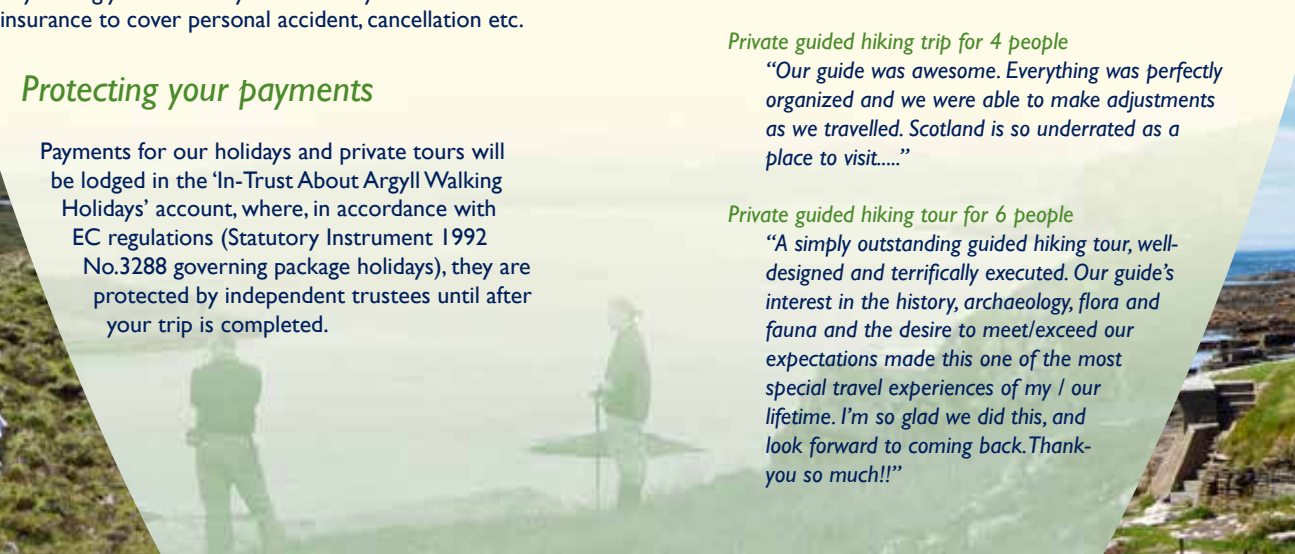 insurance to cover personal accident, cancellation etc.
Protecting your payments
Payments for our holidays and private tours will
be lodged in the ‘In-Trust About Argyll Walking
Holidays’ account, where, in accordance with
EC regulations (Statutory Instrument 1992
No.3288 governing package holidays), they are
protected by independent trustees until after
your trip is completed.
Private guided hiking trip for 4 people
“Our guide was awesome. Everything was perfectly
organized and we were able to make adjustments
as we travelled. Scotland is so underrated as a
place to visit.....”
Private guided hiking tour for 6 people
“A simply outstanding guided hiking tour, well-
designed and terrifically executed. Our guide’s
interest in the history, archaeology, flora and
fauna and the desire to meet/exceed our
expectations made this one of the most
special travel experiences of my / our
lifetime. I’m so glad we did this, and
look forward to coming back. Thank-
you so much!!”